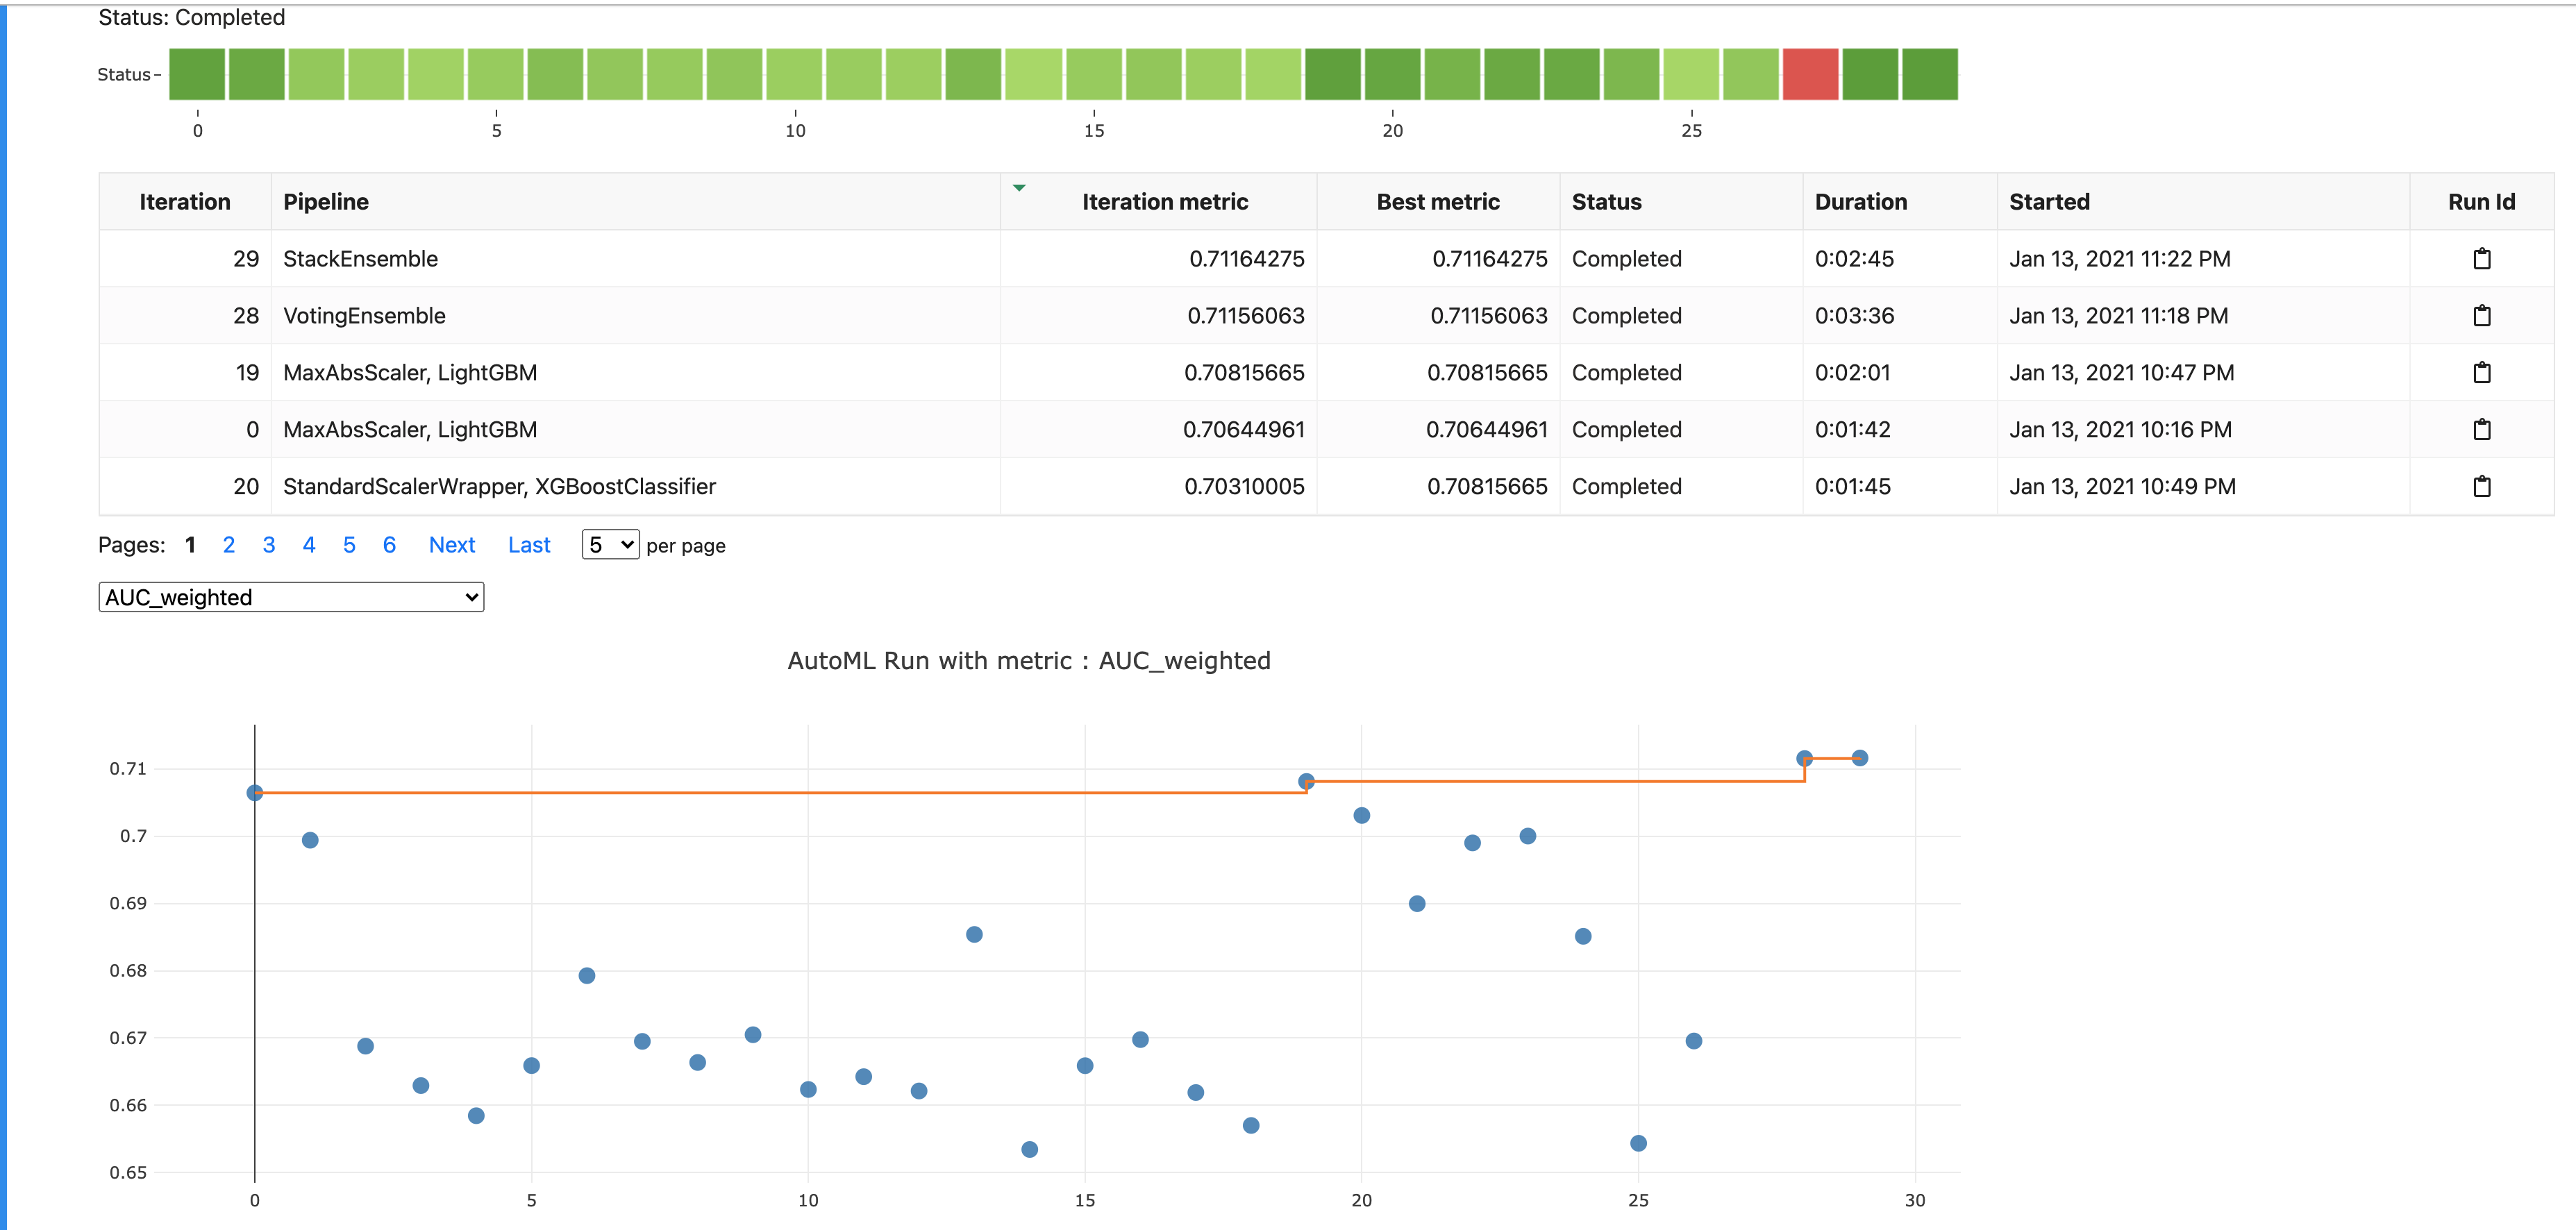 Status: Completed
Status
0 5 10 15 20 25
Iteration Pipeline Iteration metric Best metric Status Duration Started Run Id
29 StackEnsemble 0.71164275 0.71164275 Completed 0:02:45 Jan 13, 2021 11:22 PM
28 VotingEnsemble 0.71156063 0.71156063 Completed 0:03:36 Jan 13, 2021 11:18 PM
19 MaxAbsScaler, LightGBM 0.70815665 0.70815665 Completed 0:02:01 Jan 13, 2021 10:47 PM
0 MaxAbsScaler, LightGBM 0.70644961 0.70644961 Completed 0:01:42 Jan 13, 2021 10:16 PM
20 StandardScalerWrapper, XGBoostClassifier 0.70310005 0.70815665 Completed 0:01:45 Jan 13, 2021 10:49 PM
Pages: 1 2 3 4 5 6 Next Last 5 per page
AUC_weighted
AutoML Run with metric : AUC_weighted
0.71
0.7
0.69
0.68
0.67
0.66
0.65
0 5 10 15 20 25 30